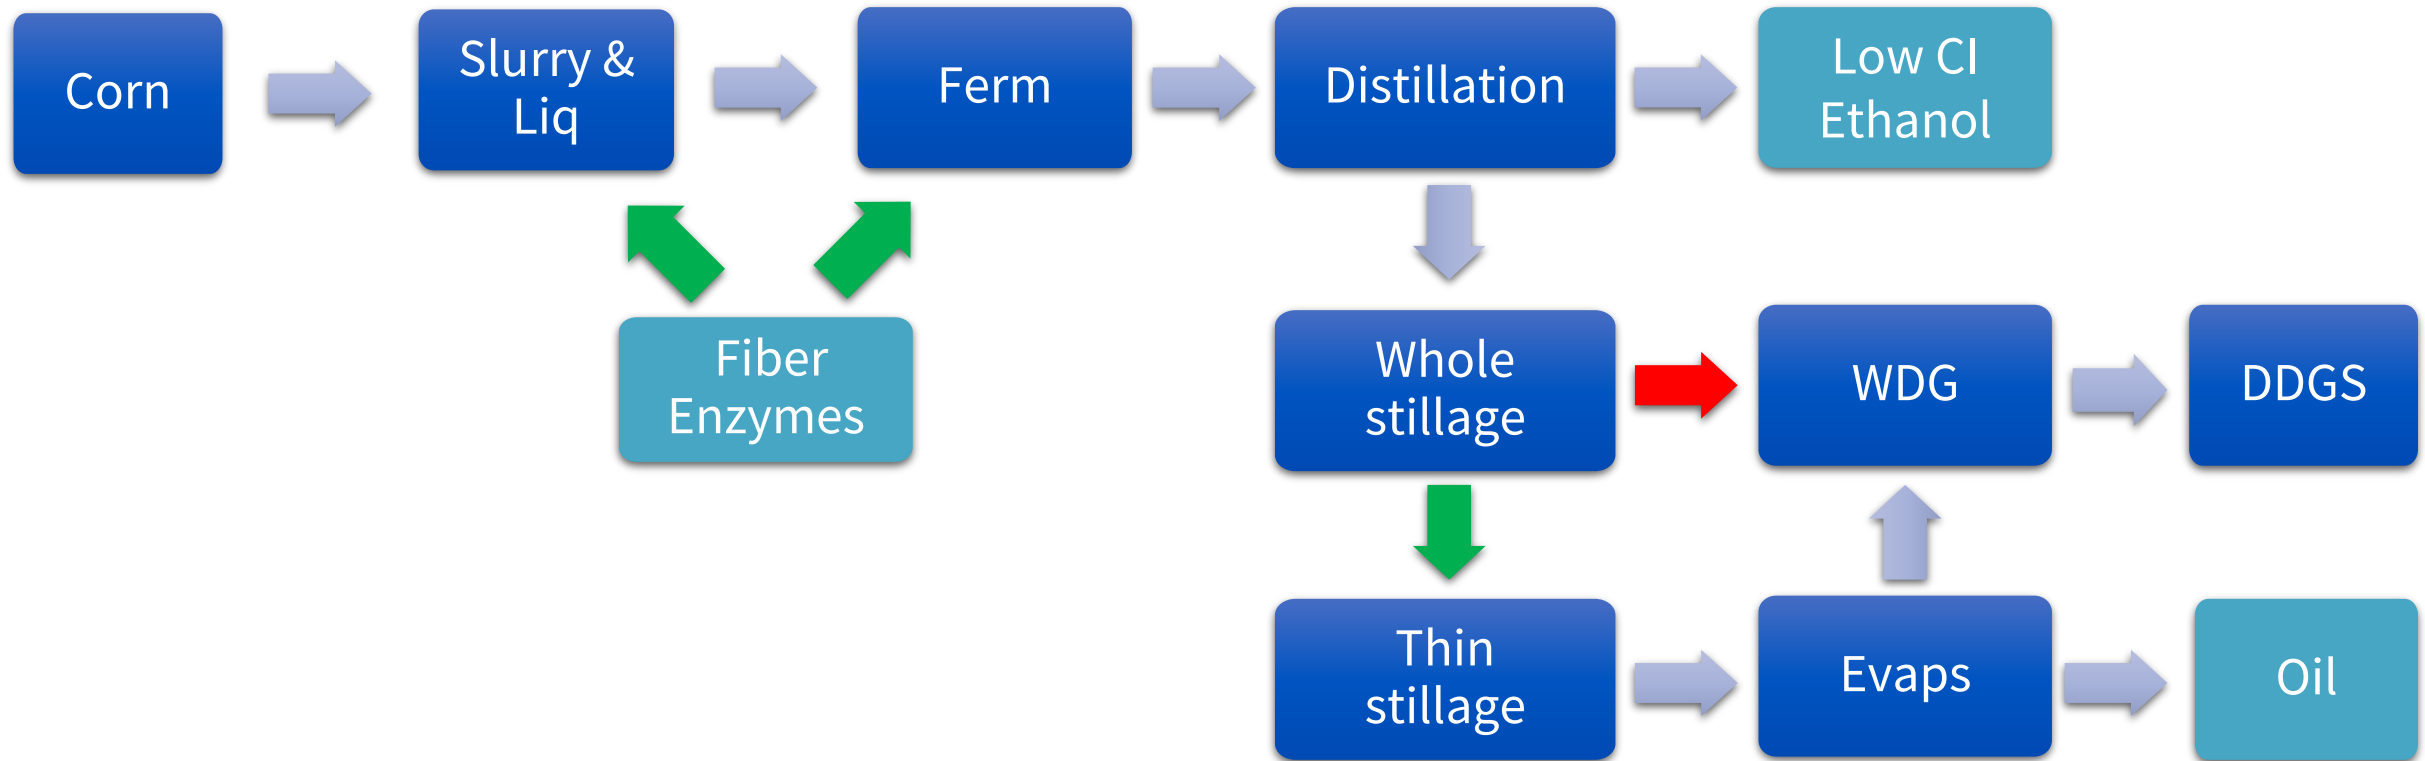 Corn
Slurry &
Liq
Ferm
Distillation
Low CI
Ethanol
Fiber
Enzymes
Whole
stillage
WDG
DDGS
Thin
stillage
Evaps
Oil